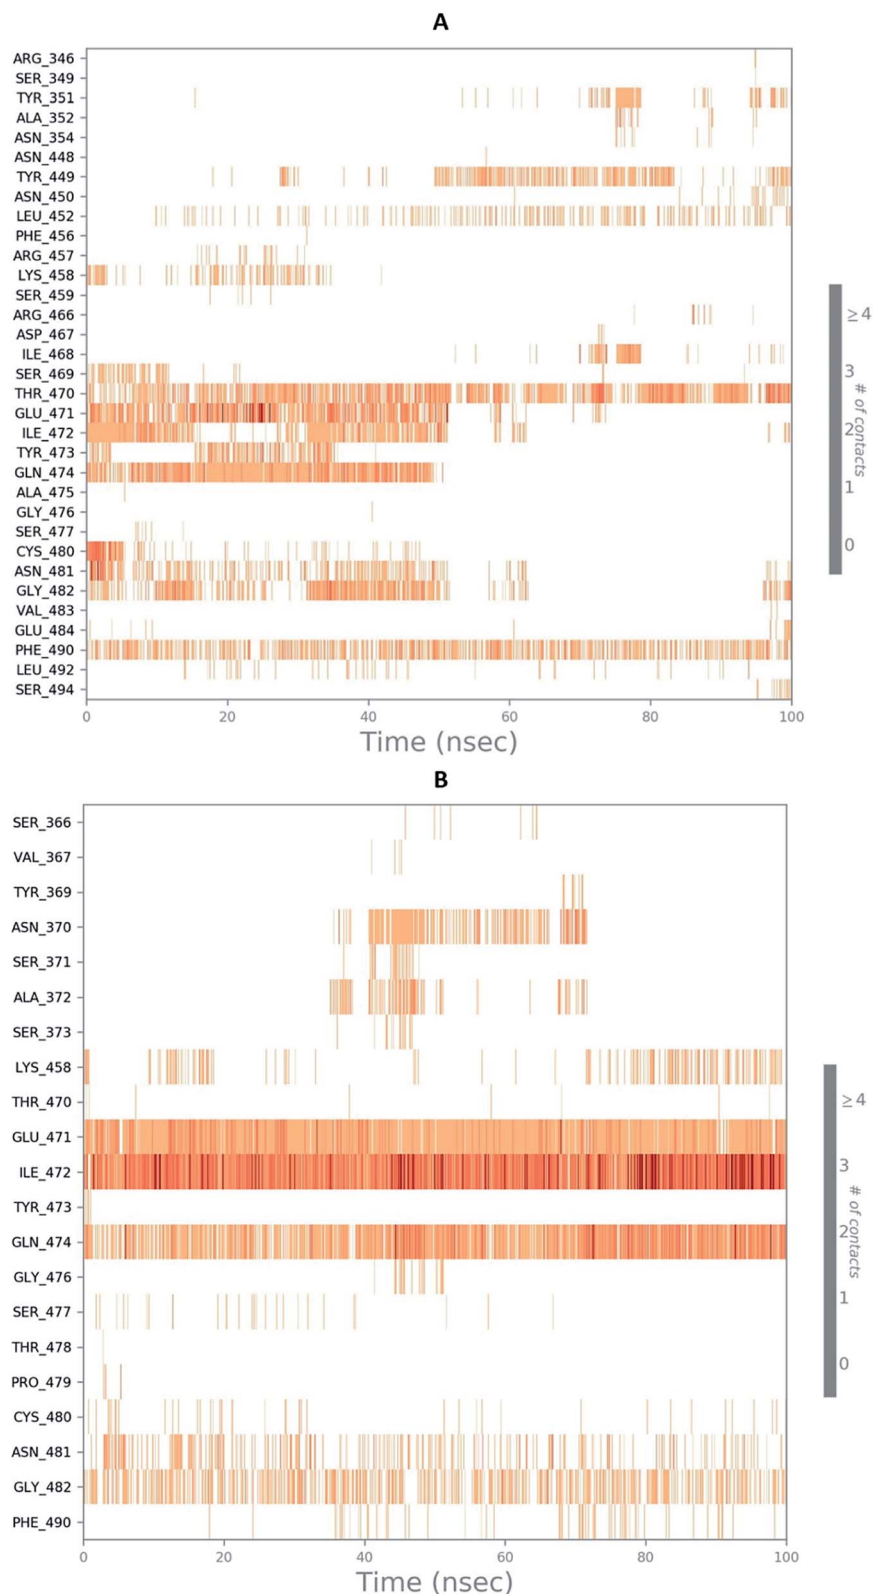 A
ARG_346
SER_349
TYR_351
ALA_352
ASN_354
ASN_448
TYR_449
ASN_450
LEU_452
PHE_456
ARG_457
LYS_458
SER_459
ARG_466
ASP_467
ILE_468
SER_469
THR_470
GLU_471
ILE_472
TYR_473
GLN_474
ALA_475
GLY_476
SER_477
CYS_480
ASN_481
GLY_482
VAL_483
GLU_484
PHE_490
LEU_492
SER_494
0 20 40 60 80 100
Time (nsec)
≥4
3
2
1
0
# of contacts
B
SER_366
VAL_367
TYR_369
ASN_370
SER_371
ALA_372
SER_373
LYS_458
THR_470
GLU_471
ILE_472
TYR_473
GLN_474
GLY_476
SER_477
THR_478
PRO_479
CYS_480
ASN_481
GLY_482
PHE_490
0 20 40 60 80 100
Time (nsec)
≥4
3
2
1
0
# of contacts